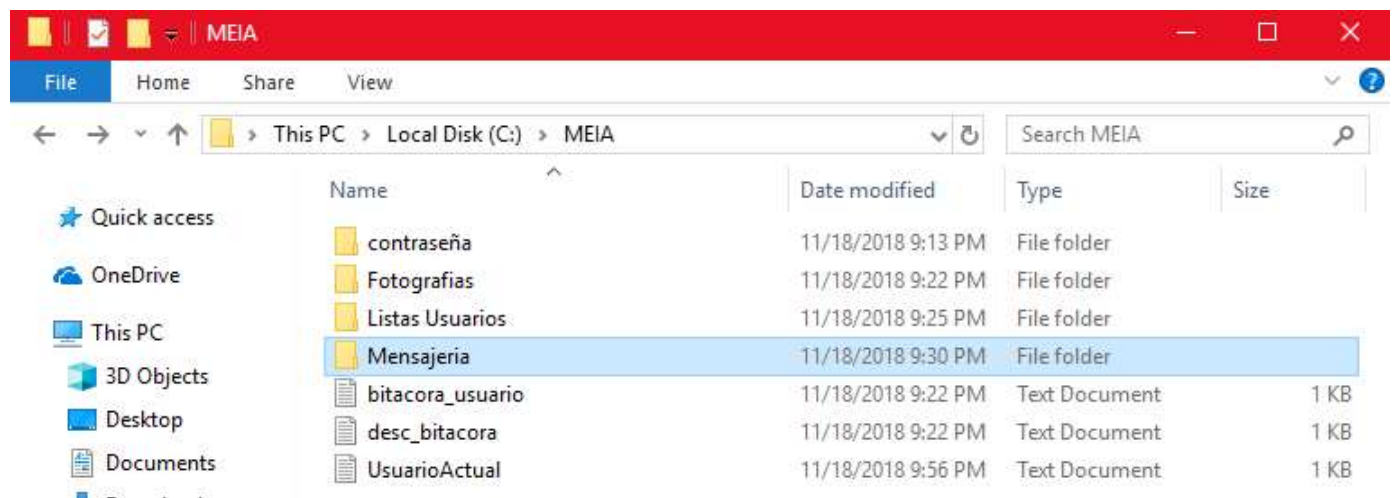 MEIA
File Home Share View
This PC > Local Disk (C:) > MEIA Search MEIA
Name Date modified Type Size
Quick access
contraseña 11/18/2018 9:13 PM File folder
OneDrive
Fotografias 11/18/2018 9:22 PM File folder
Listas Usuarios 11/18/2018 9:25 PM File folder
This PC
Mensajeria 11/18/2018 9:30 PM File folder
3D Objects
bitacora_usuario 11/18/2018 9:22 PM Text Document 1 KB
Desktop
desc_bitacora 11/18/2018 9:22 PM Text Document 1 KB
Documents
UsuarioActual 11/18/2018 9:56 PM Text Document 1 KB